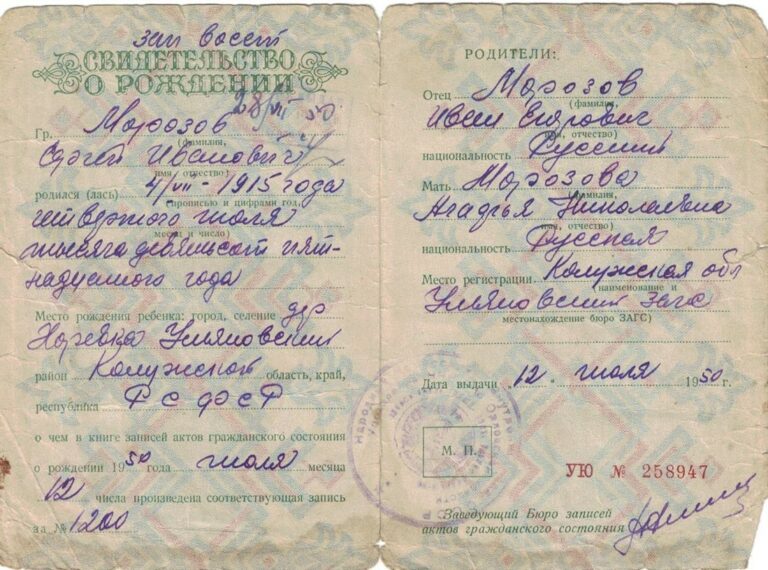 зап восст
СВИДЕТЕЛЬСТВО
О РОЖДЕНИИ
Гр. Морозов
(фамилия,
Сергей Иванович
имя, отчество)
родился (лась) 4/VII - 1915 года
(прописью и цифрами год,
четвертого июля
месяц и число)
тысяча девятьсот пят-
надцатого года
Место рождения ребенка: город, селение дер
Ульяновский
район Калужской область, край,
республика РСФСР
о чем в книге записей актов гражданского состояния
о рождении 1950 года июля месяца
12 числа произведена соответствующая запись
за № 1200
РОДИТЕЛИ:
Отец Морозов
(фамилия,
Иван Егорович
имя, отчество)
национальность Русский
Мать Морозова
фамилия,
Агафья Николаевна
имя, отчество)
национальность Русская
Место регистрации Калужская обл
(наименование и
Ульяновский загс
местонахождение бюро ЗАГС)
Дата выдачи "12" июля 1950 г.
М. П.
УЮ № 258947
Заведующий Бюро записей
актов гражданского состояния